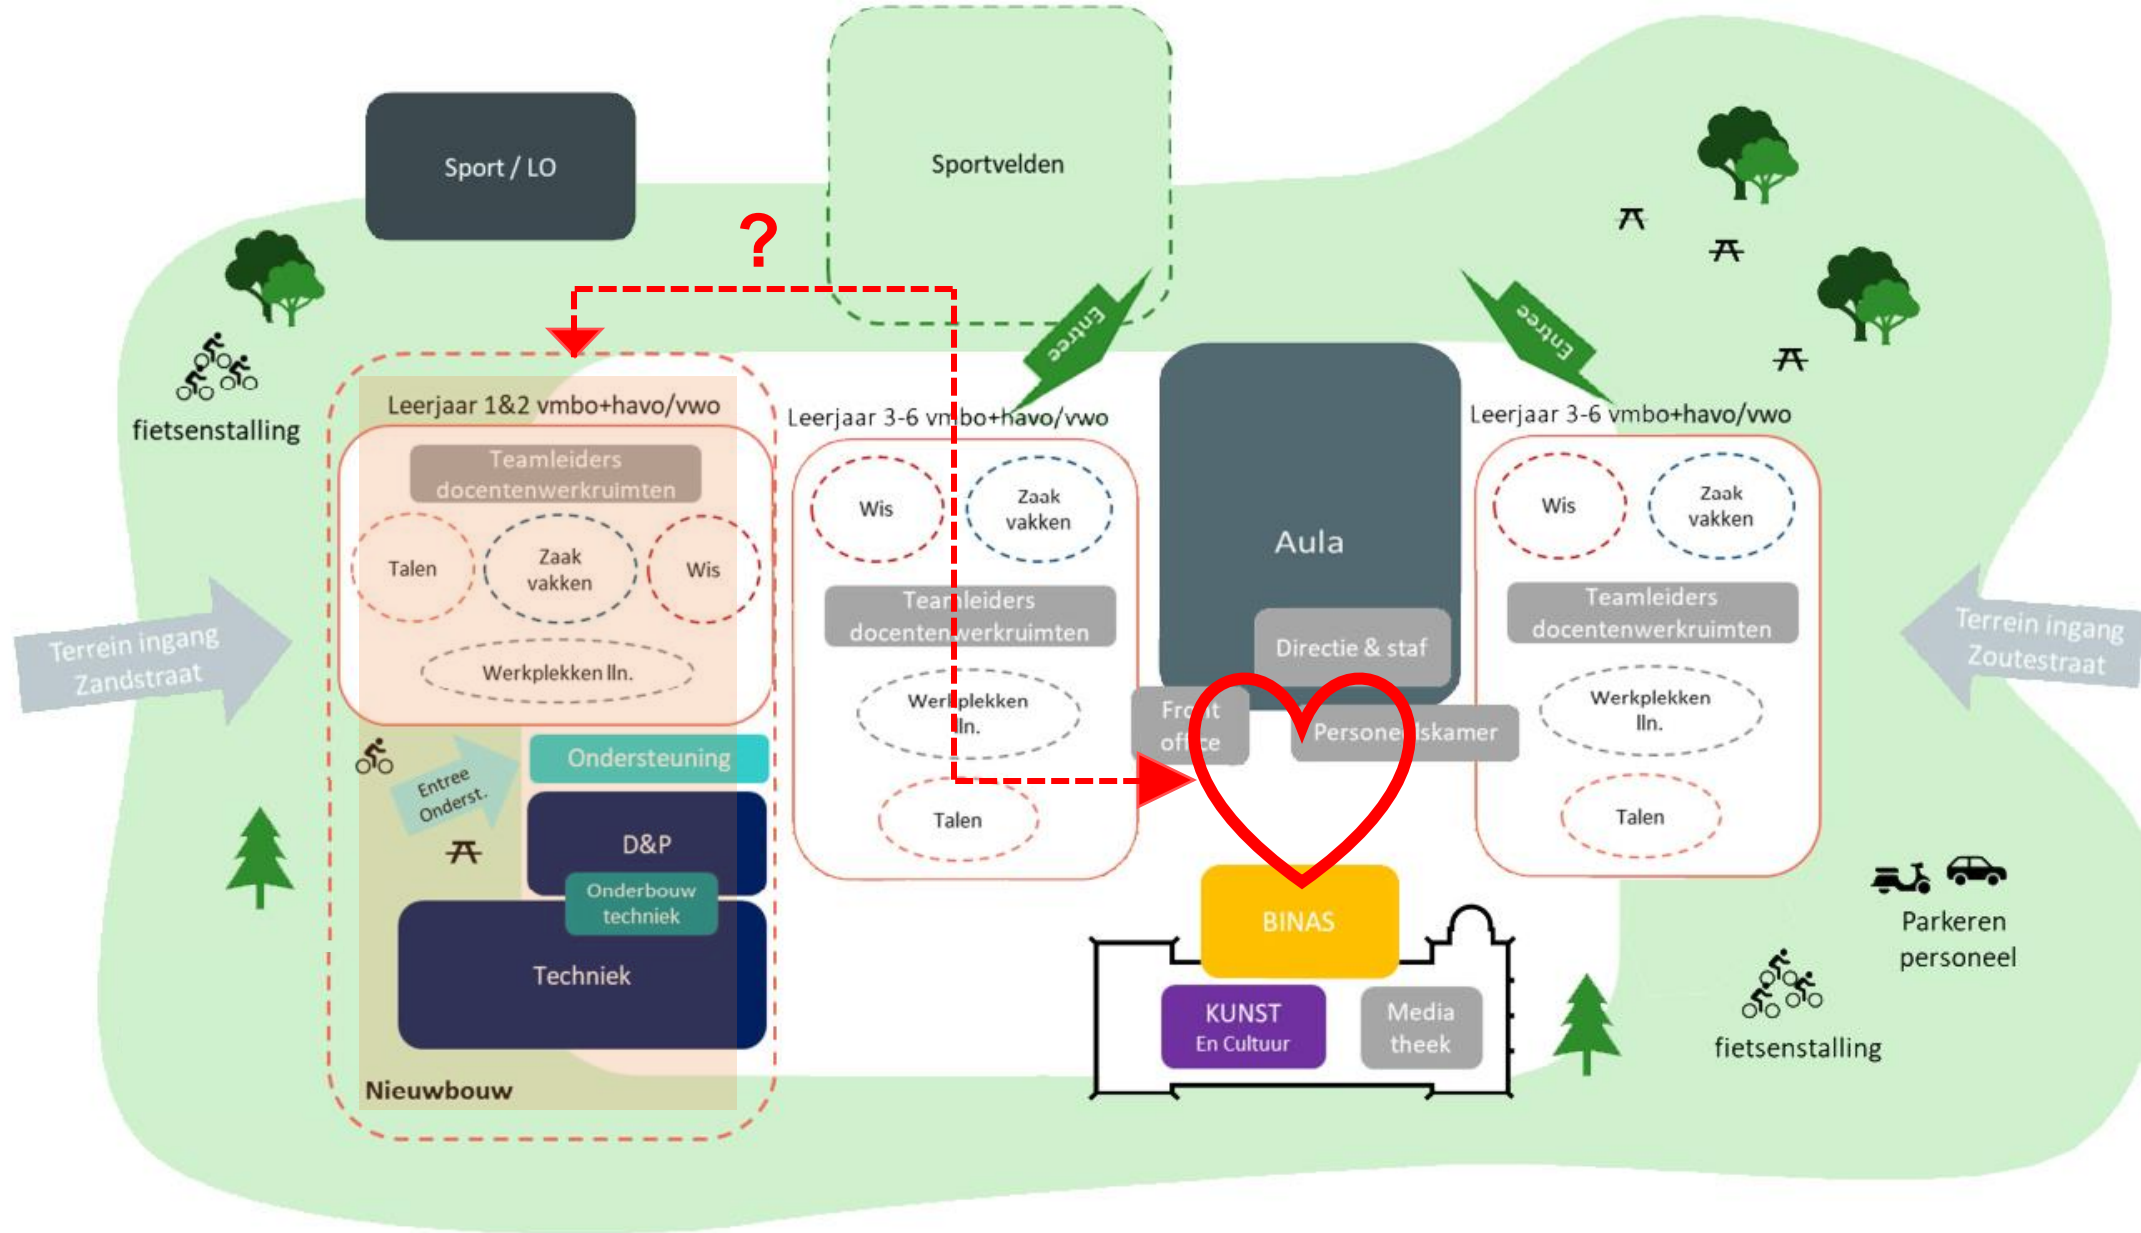 Sport / LO
Sportvelden
?
Entree
Entree
fietsenstalling
Leerjaar 1&2 vmbo+havo/vwo
Teamleiders
docentenwerkruimten
Talen
Zaak
vakken
Wis
Werkplekken lln.
Leerjaar 3-6 vmbo+havo/vwo
Wis
Zaak
vakken
Teamleiders
docentenwerkruimten
Werkplekken
lln.
Talen
Aula
Directie & staf
Front
office
Personeelskamer
Leerjaar 3-6 vmbo+havo/vwo
Wis
Zaak
vakken
Teamleiders
docentenwerkruimten
Werkplekken
lln.
Talen
Terrein ingang
Zandstraat
Terrein ingang
Zoutestraat
Entree
Onderst.
Ondersteuning
D&P
Onderbouw
techniek
Techniek
Nieuwbouw
BINAS
KUNST
En Cultuur
Media
theek
Parkeren
personeel
fietsenstalling